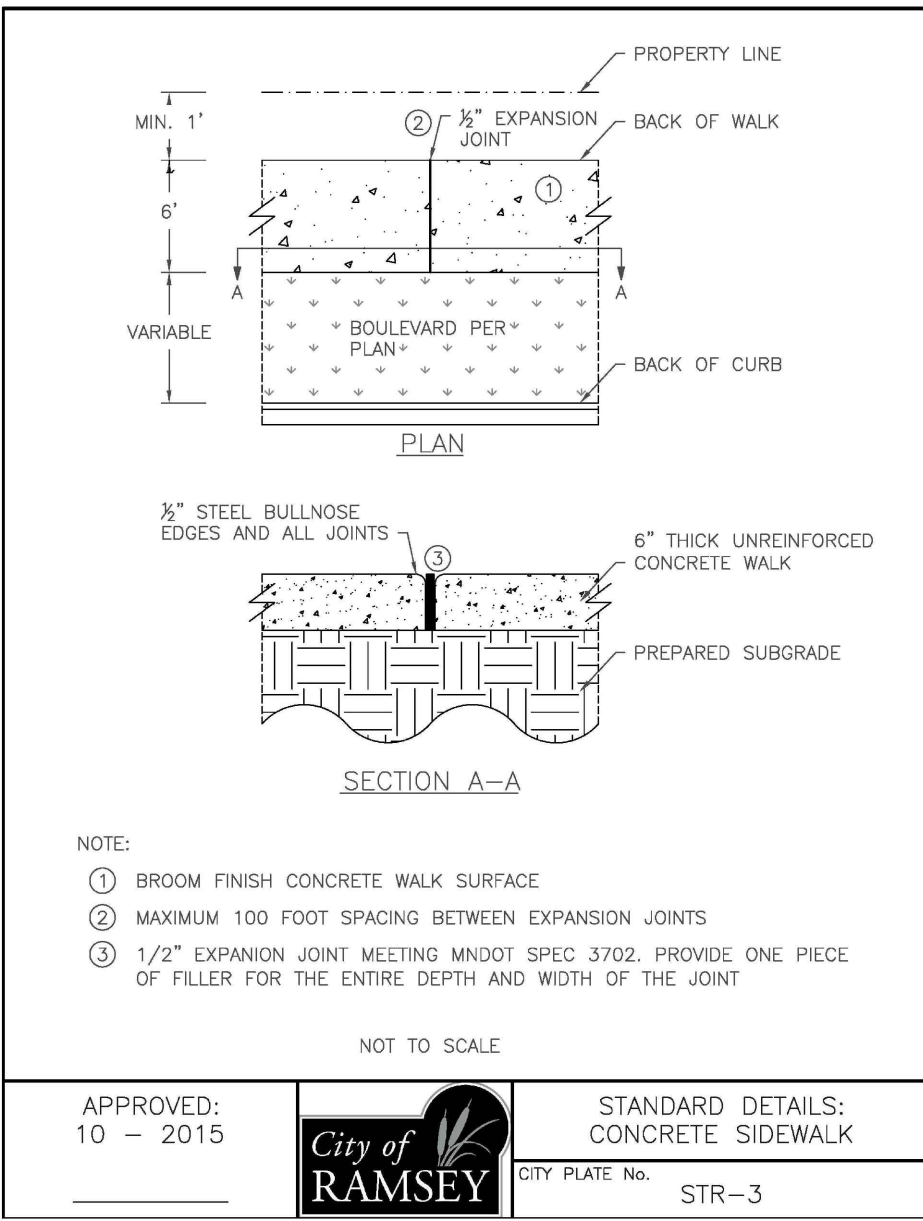 PROPERTY LINE
MIN. 1'
② ½" EXPANSION
JOINT
BACK OF WALK
①
6'
A
A
VARIABLE
BOULEVARD PER
PLAN
BACK OF CURB
PLAN
½" STEEL BULLNOSE
EDGES AND ALL JOINTS
③
6" THICK UNREINFORCED
CONCRETE WALK
PREPARED SUBGRADE
SECTION A-A
NOTE:
① BROOM FINISH CONCRETE WALK SURFACE
② MAXIMUM 100 FOOT SPACING BETWEEN EXPANSION JOINTS
③ 1/2" EXPANION JOINT MEETING MNDOT SPEC 3702. PROVIDE ONE PIECE
OF FILLER FOR THE ENTIRE DEPTH AND WIDTH OF THE JOINT
NOT TO SCALE
APPROVED:
10 - 2015
City of
RAMSEY
STANDARD DETAILS:
CONCRETE SIDEWALK
CITY PLATE No.
STR-3